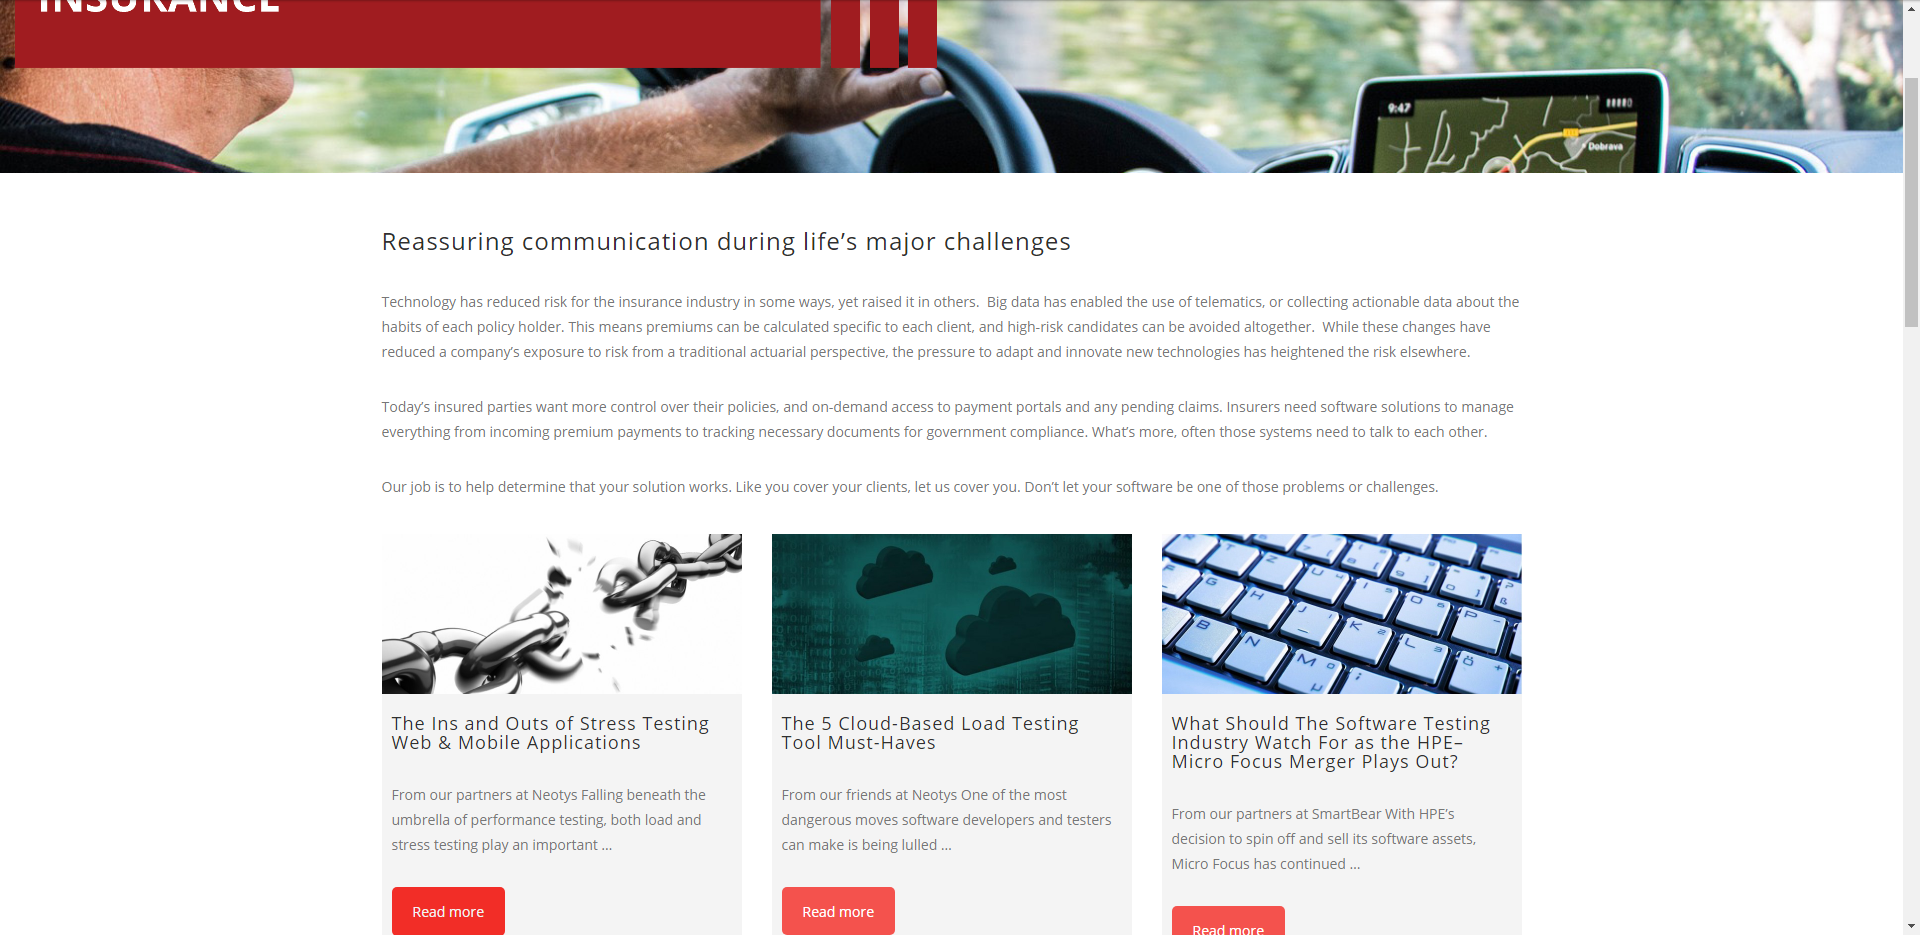 INSURANCE
9:47
Dobrava
Reassuring communication during life’s major challenges
Technology has reduced risk for the insurance industry in some ways, yet raised it in others.  Big data has enabled the use of telematics, or collecting actionable data about the
habits of each policy holder. This means premiums can be calculated specific to each client, and high-risk candidates can be avoided altogether.  While these changes have
reduced a company’s exposure to risk from a traditional actuarial perspective, the pressure to adapt and innovate new technologies has heightened the risk elsewhere.
Today’s insured parties want more control over their policies, and on-demand access to payment portals and any pending claims. Insurers need software solutions to manage
everything from incoming premium payments to tracking necessary documents for government compliance. What’s more, often those systems need to talk to each other.
Our job is to help determine that your solution works. Like you cover your clients, let us cover you. Don’t let your software be one of those problems or challenges.
The Ins and Outs of Stress Testing
Web & Mobile Applications
From our partners at Neotys Falling beneath the
umbrella of performance testing, both load and
stress testing play an important ...
Read more
The 5 Cloud-Based Load Testing
Tool Must-Haves
From our friends at Neotys One of the most
dangerous moves software developers and testers
can make is being lulled ...
Read more
What Should The Software Testing
Industry Watch For as the HPE–
Micro Focus Merger Plays Out?
From our partners at SmartBear With HPE’s
decision to spin off and sell its software assets,
Micro Focus has continued ...
Read more